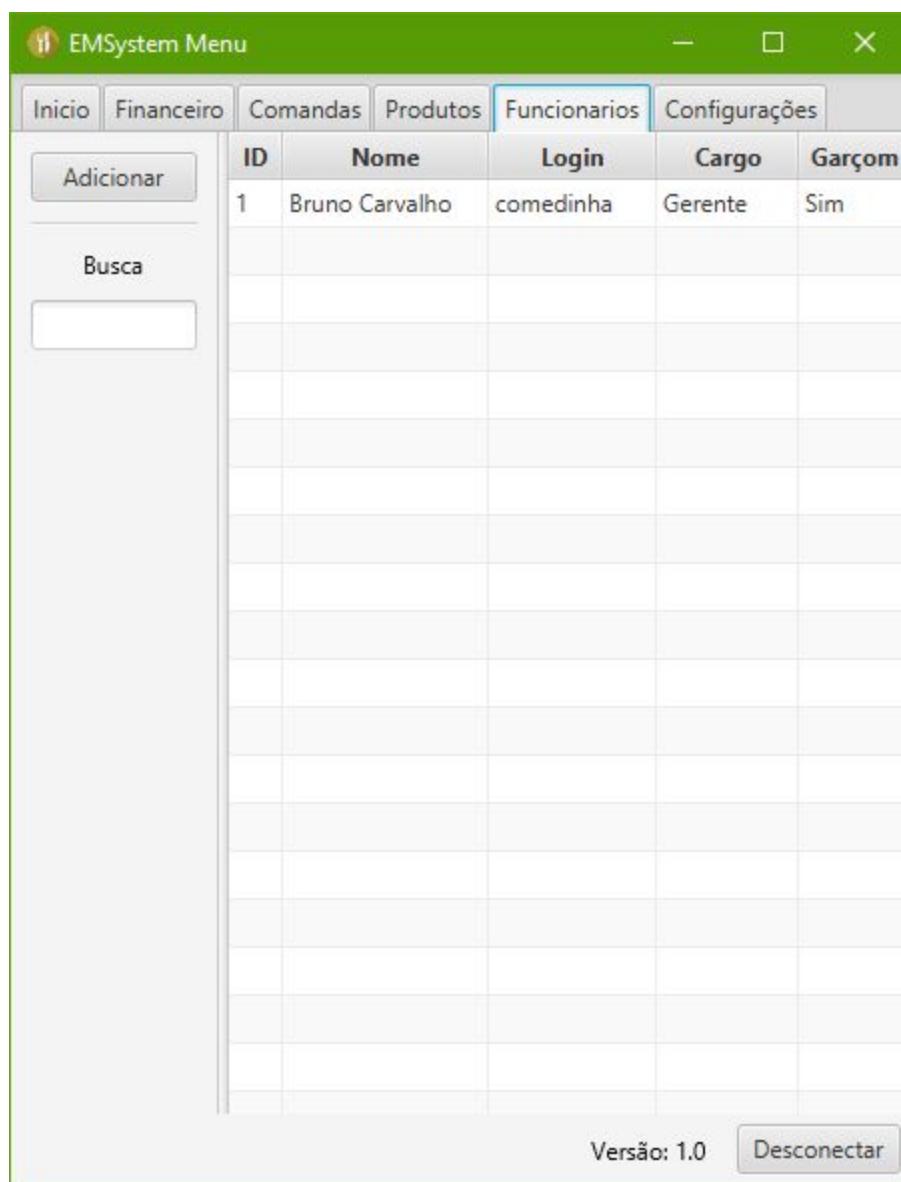 EMSystem Menu
Inicio Financeiro Comandas Produtos Funcionarios Configurações
Adicionar
Busca
ID Nome Login Cargo Garçom
1 Bruno Carvalho comedinha Gerente Sim
Versão: 1.0 Desconectar